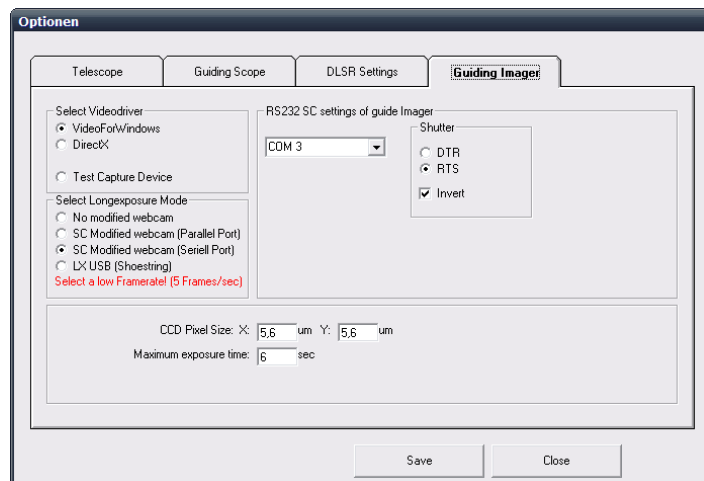 Optionen
Telescope
Guiding Scope
DLSR Settings
Guiding Imager
Select Videodriver
VideoForWindows
DirectX
Test Capture Device
Select Longexposure Mode
No modified webcam
SC Modified webcam (Parallel Port)
SC Modified webcam (Seriell Port)
LX USB (Shoestring)
Select a low Framerate! (5 Frames/sec)
RS232 SC settings of guide Imager
COM 3
Shutter
DTR
RTS
Invert
CCD Pixel Size: X: 5,6 um Y: 5,6 um
Maximum exposure time: 6 sec
Save
Close